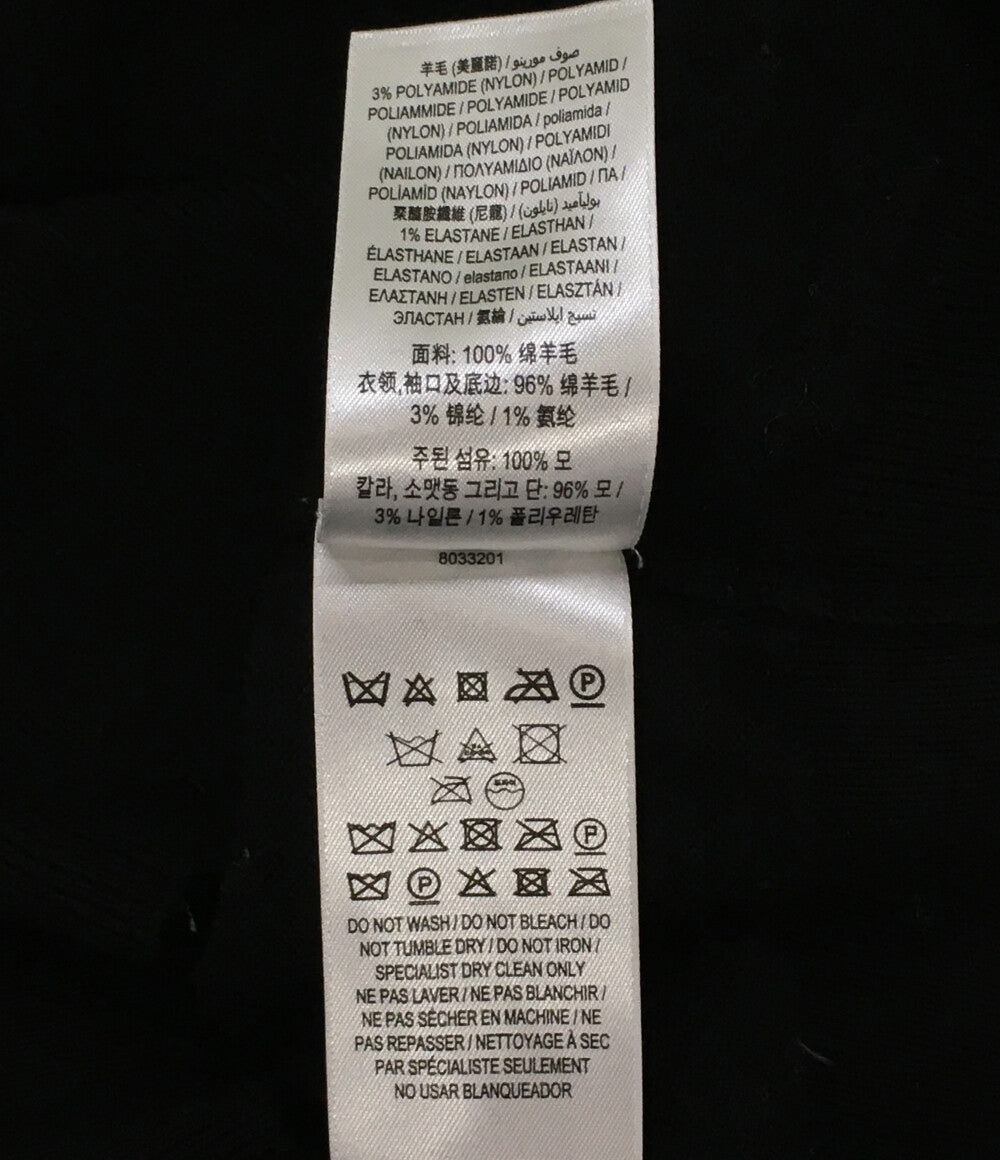 羊毛 (美麗諾) / صوف مورينو
3% POLYAMIDE (NYLON) / POLYAMID /
POLIAMMIDE / POLYAMIDE / POLYAMID
(NYLON) / POLIAMIDA / poliamida /
POLIAMIDA (NYLON) / POLYAMIDI
(NAILON) / ΠΟΛΥΑΜΙΔΙΟ (ΝΑΪΛΟΝ) /
POLİAMİD (NAYLON) / POLIAMID / ПА /
聚醯胺纖維 (尼龍) / بوليأميد (نايلون)
1% ELASTANE / ELASTHAN /
ÉLASTHANE / ELASTAAN / ELASTAN /
ELASTANO / elastano / ELASTAANI /
ΕΛΑΣΤΑΝΗ / ELASTEN / ELASZTÁN /
ЭЛАСТАН / 氨綸 / نسيج ايلاستين
面料: 100% 绵羊毛
衣领,袖口及底边: 96% 绵羊毛 /
3% 锦纶 / 1% 氨纶
주된 섬유: 100% 모
칼라, 소맷동 그리고 단: 96% 모 /
3% 나일론 / 1% 폴리우레탄
8033201
P
P
P
DO NOT WASH / DO NOT BLEACH / DO
NOT TUMBLE DRY / DO NOT IRON /
SPECIALIST DRY CLEAN ONLY
NE PAS LAVER / NE PAS BLANCHIR /
NE PAS SÉCHER EN MACHINE / NE
PAS REPASSER / NETTOYAGE À SEC
PAR SPÉCIALISTE SEULEMENT
NO USAR BLANQUEADOR